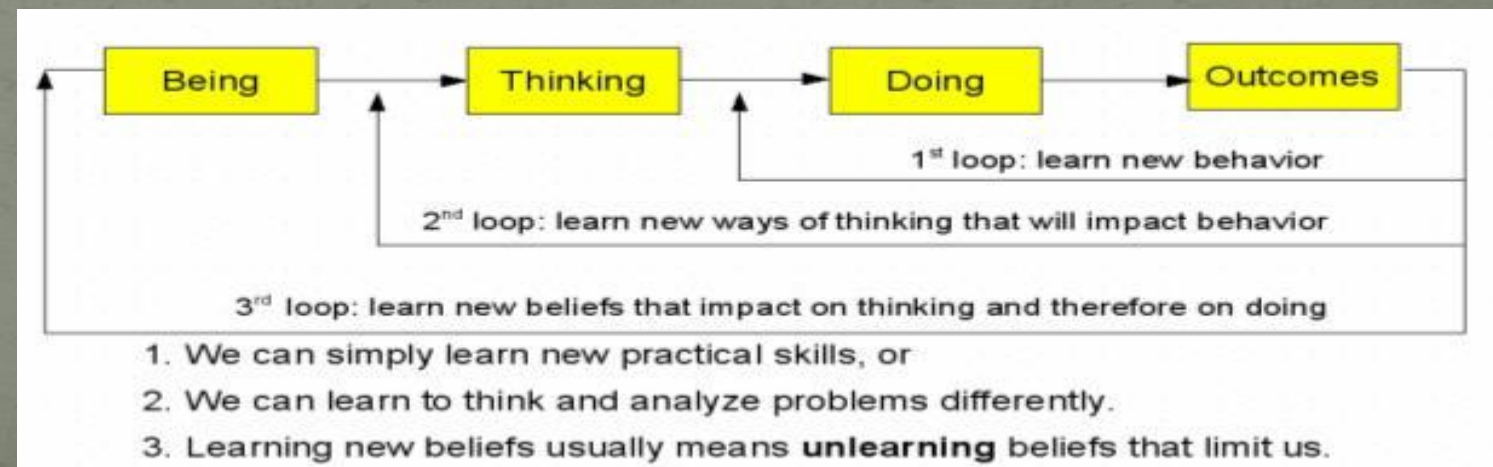 Being Thinking Doing Outcomes
1st loop: learn new behavior
2nd loop: learn new ways of thinking that will impact behavior
3rd loop: learn new beliefs that impact on thinking and therefore on doing
1. We can simply learn new practical skills, or
2. We can learn to think and analyze problems differently.
3. Learning new beliefs usually means unlearning beliefs that limit us.